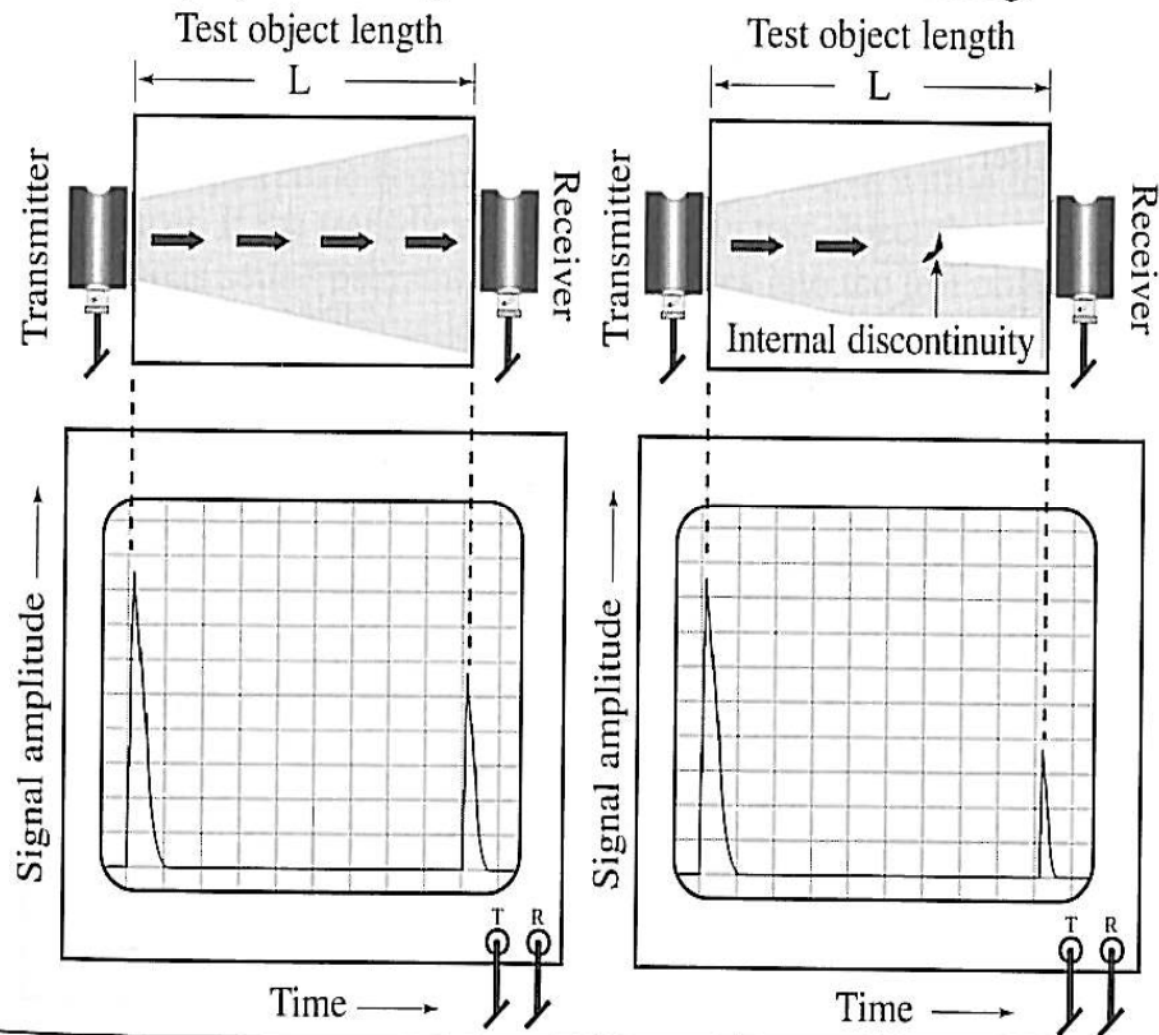 Test object length
L
Transmitter
Receiver
Test object length
L
Transmitter
Receiver
Internal discontinuity
Signal amplitude
T R
Time
Signal amplitude
T R
Time